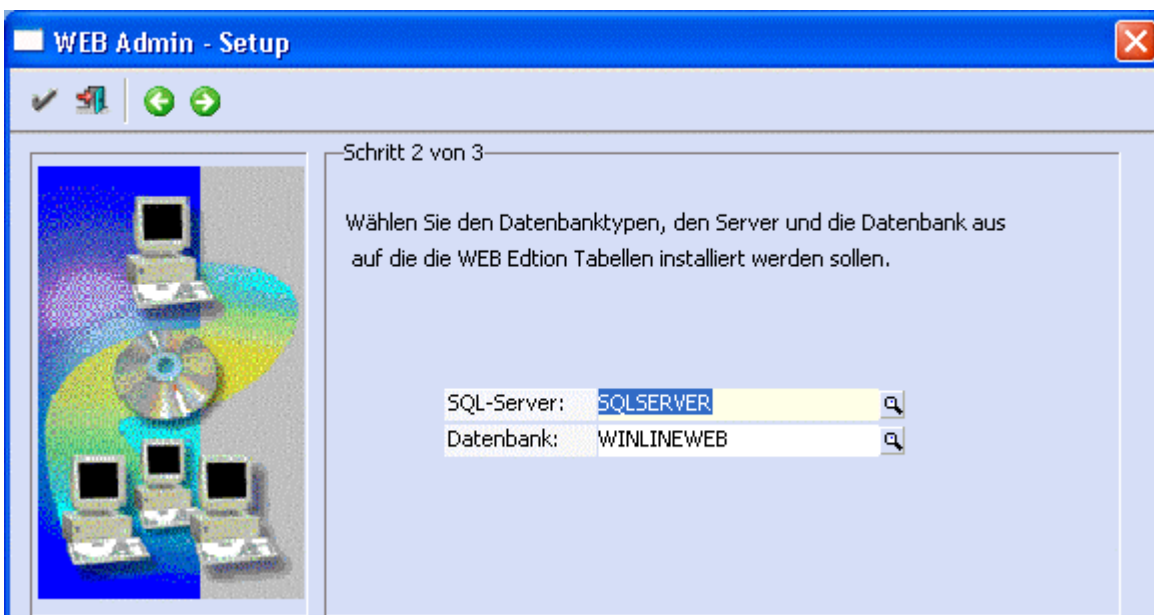 WEB Admin - Setup
Schritt 2 von 3
Wählen Sie den Datenbanktypen, den Server und die Datenbank aus
auf die die WEB Edtion Tabellen installiert werden sollen.
SQL-Server: SQLSERVER
Datenbank: WINLINEWEB